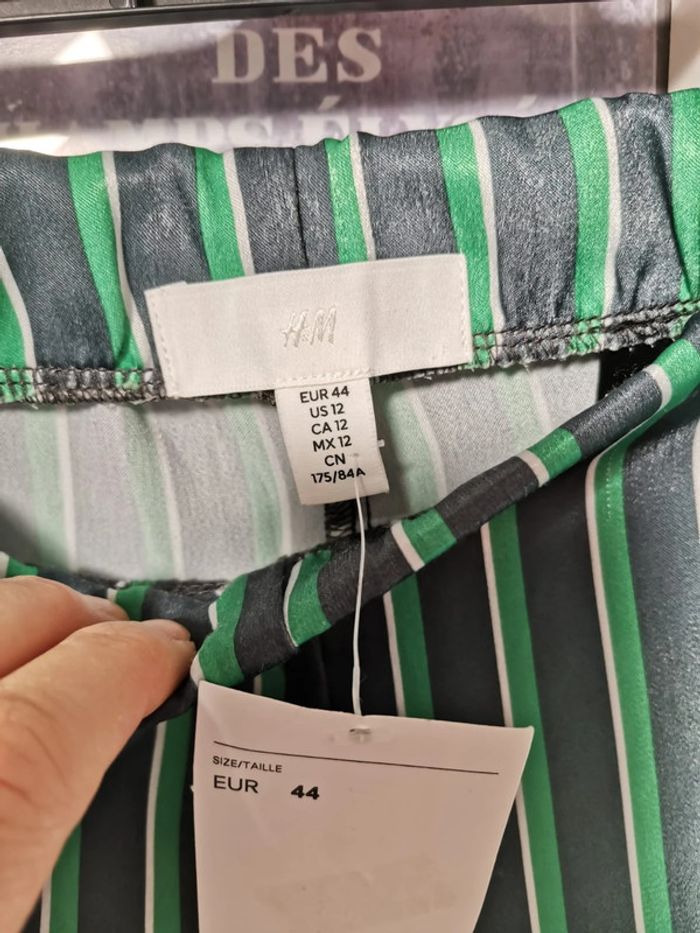 DES
H&M
EUR 44
US 12
CA 12
MX 12
CN
175/84A
SIZE/TAILLE
EUR 44